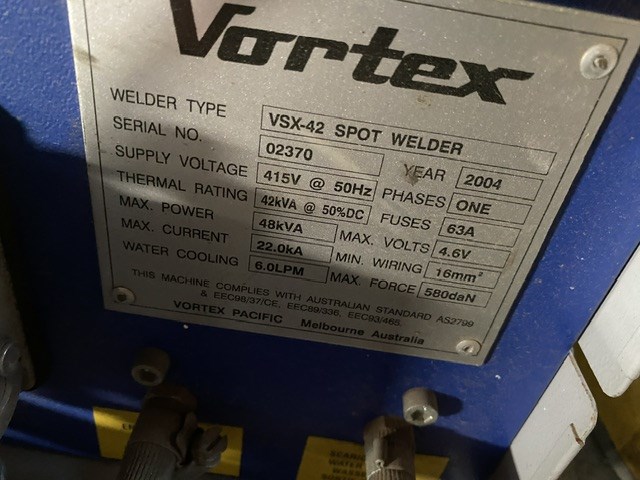 Vortex
WELDER TYPE VSX-42 SPOT WELDER
SERIAL NO. 02370 YEAR 2004
SUPPLY VOLTAGE 415V @ 50Hz PHASES ONE
THERMAL RATING 42kVA @ 50%DC FUSES 63A
MAX. POWER 48kVA MAX. VOLTS 4.6V
MAX. CURRENT 22.0kA MIN. WIRING 16mm²
WATER COOLING 6.0LPM MAX. FORCE 580daN
THIS MACHINE COMPLIES WITH AUSTRALIAN STANDARD AS2799
& EEC98/37/CE, EEC89/336, EEC93/465.
VORTEX PACIFIC Melbourne Australia
WATER